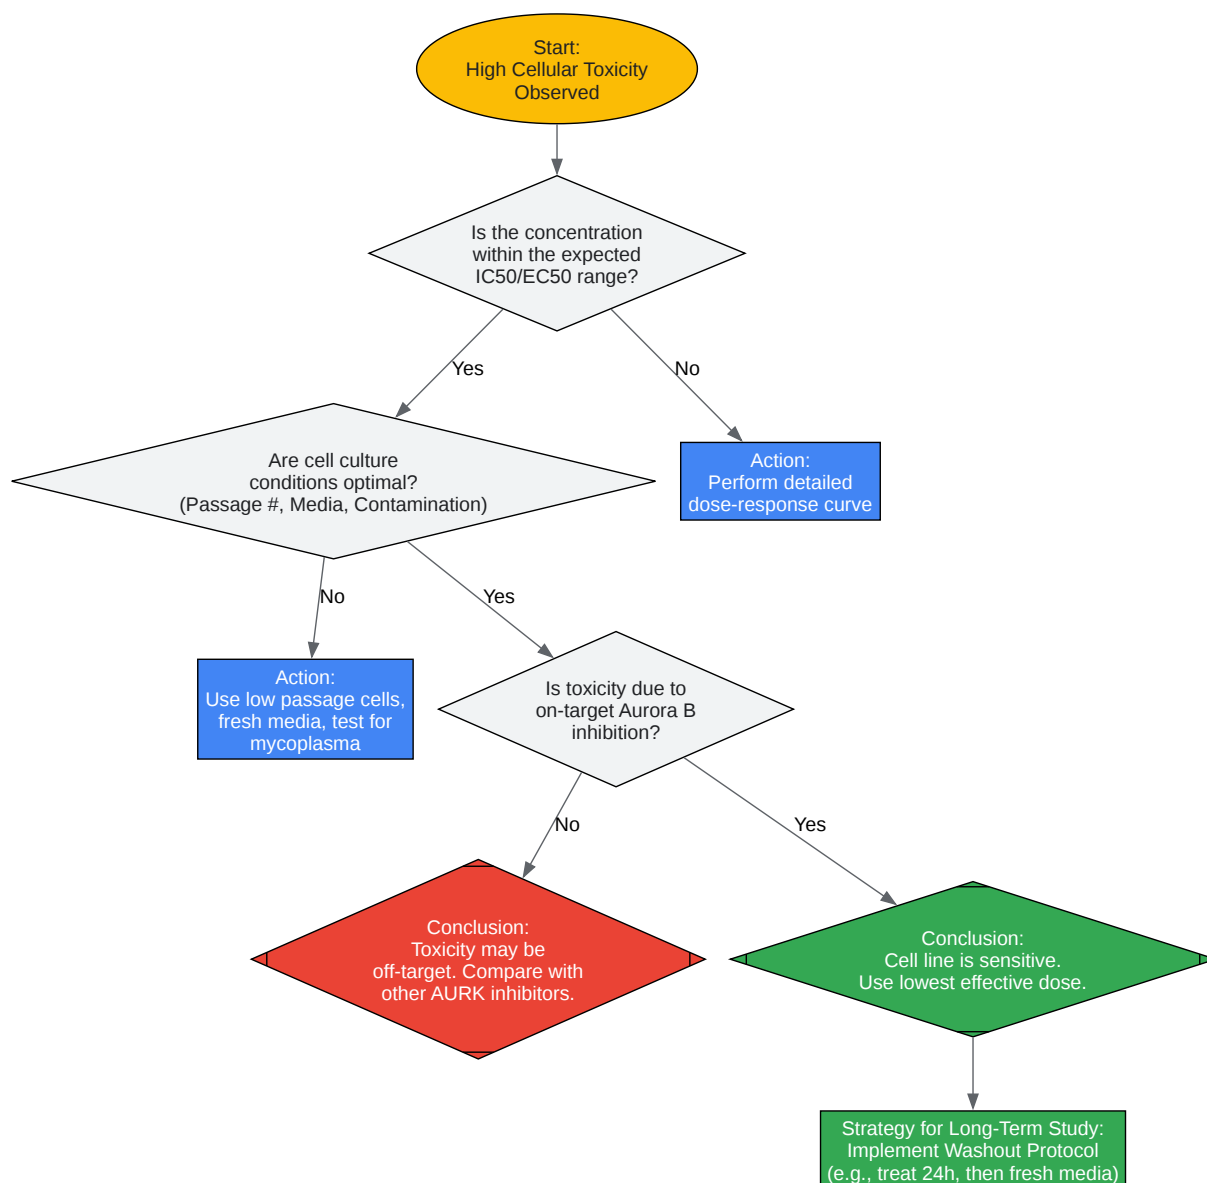 Start:
High Cellular Toxicity
Observed
Is the concentration
within the expected
IC50/EC50 range?
Yes
No
Are cell culture
conditions optimal?
(Passage #, Media, Contamination)
Action:
Perform detailed
dose-response curve
No
Yes
Action:
Use low passage cells,
fresh media, test for
mycoplasma
Is toxicity due to
on-target Aurora B
inhibition?
No
Yes
Conclusion:
Toxicity may be
off-target. Compare with
other AURK inhibitors.
Conclusion:
Cell line is sensitive.
Use lowest effective dose.
Strategy for Long-Term Study:
Implement Washout Protocol
(e.g., treat 24h, then fresh media)